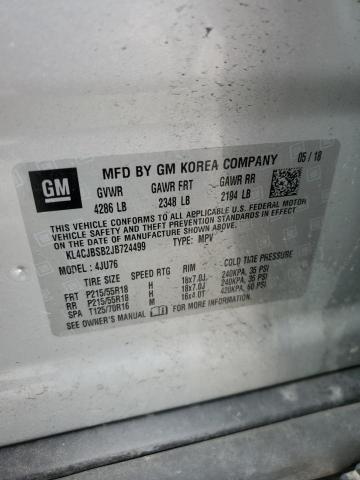 GM
MFD BY GM KOREA COMPANY 05 / 18
GVWR GAWR FRT GAWR RR
4286 LB 2348 LB 2194 LB
THIS VEHICLE CONFORMS TO ALL APPLICABLE U.S. FEDERAL MOTOR
VEHICLE SAFETY, BUMPER, AND THEFT PREVENTION STANDARDS IN
EFFECT ON THE DATE OF MANUFACTURE SHOWN ABOVE.
KL4CJBSB2JB724499 TYPE: MPV
MODEL : 4JU76
TIRE SIZE SPEED RTG RIM COLD TIRE PRESSURE
FRT P215/55R18 H 18x7.0J 240KPA, 35 PSI
RR P215/55R18 H 18x7.0J 240KPA, 35 PSI
SPA T125/70R16 M 16x4.0T 420KPA, 60 PSI
SEE OWNER'S MANUAL FOR ADDITIONAL INFORMATION.